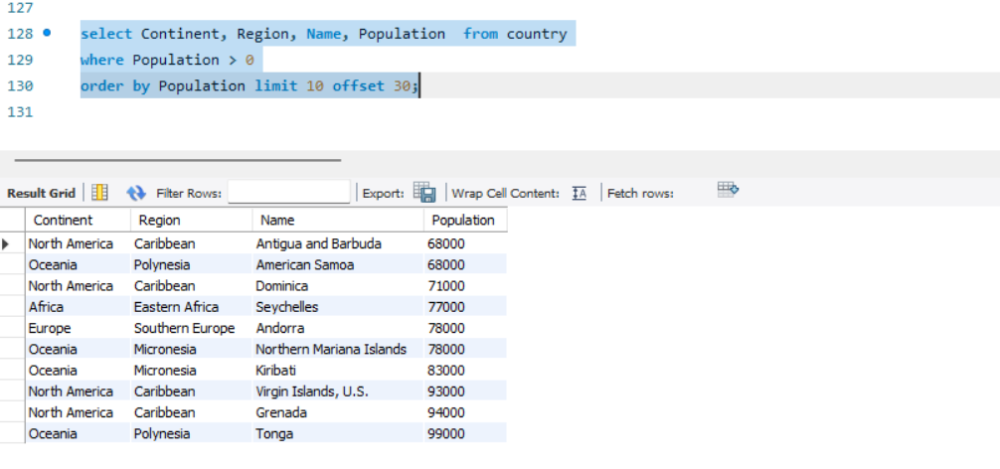 127
128 select Continent, Region, Name, Population  from country
129 where Population > 0
130 order by Population limit 10 offset 30;
131
Result Grid Filter Rows: Export: Wrap Cell Content: IA Fetch rows:
Continent Region Name Population
North America Caribbean Antigua and Barbuda 68000
Oceania Polynesia American Samoa 68000
North America Caribbean Dominica 71000
Africa Eastern Africa Seychelles 77000
Europe Southern Europe Andorra 78000
Oceania Micronesia Northern Mariana Islands 78000
Oceania Micronesia Kiribati 83000
North America Caribbean Virgin Islands, U.S. 93000
North America Caribbean Grenada 94000
Oceania Polynesia Tonga 99000